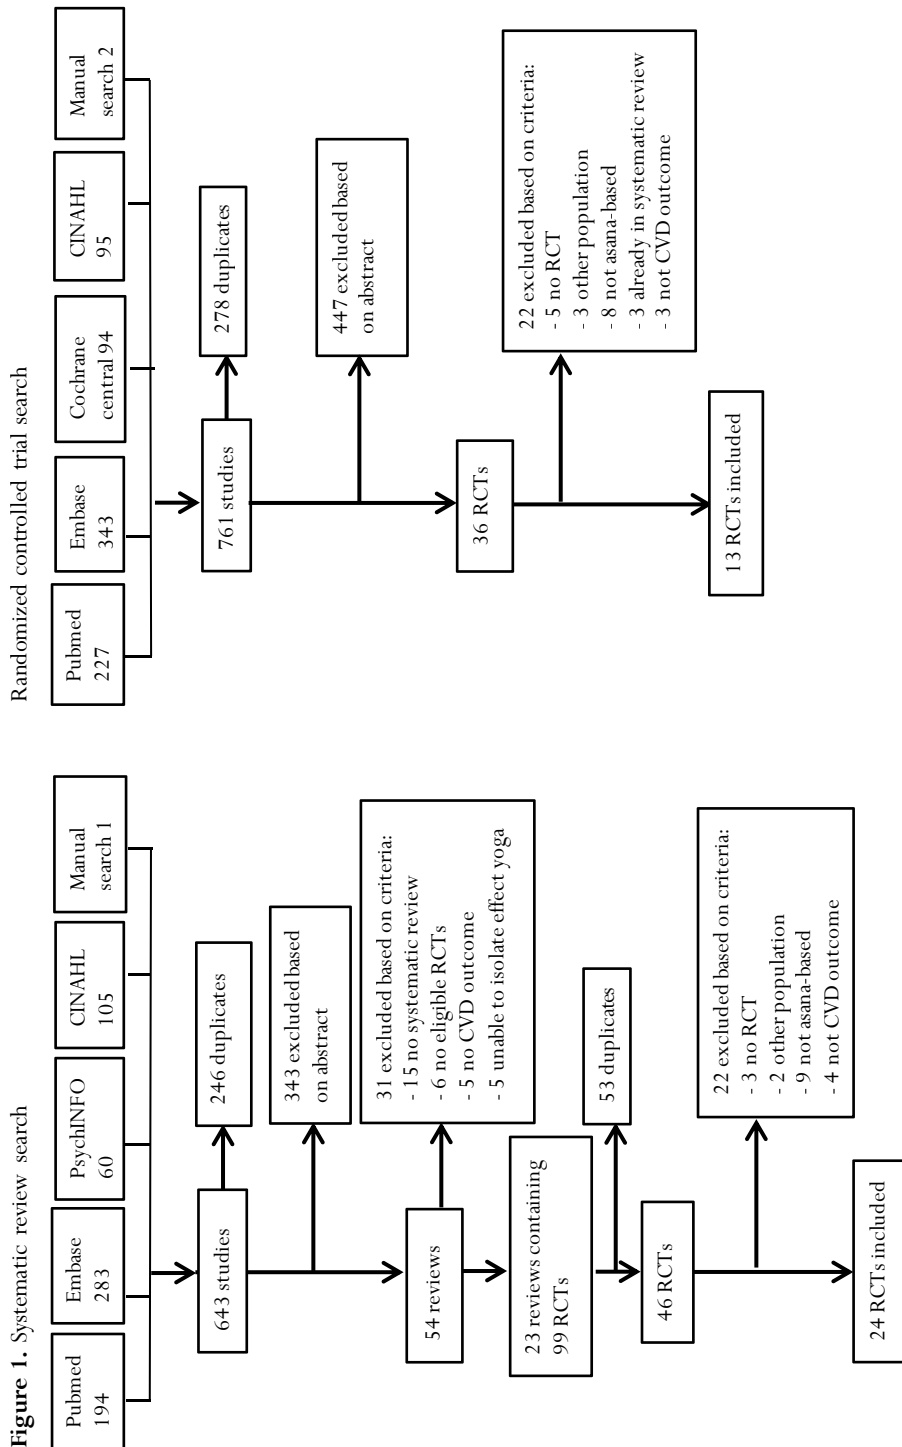 Figure 1. Systematic review search
Pubmed
194
Embase
283
PsychINFO
60
CINAHL
105
Manual
search 1
643 studies
246 duplicates
343 excluded based
on abstract
54 reviews
31 excluded based on criteria:
- 15 no systematic review
- 6 no eligible RCTs
- 5 no CVD outcome
- 5 unable to isolate effect yoga
23 reviews containing
99 RCTs
53 duplicates
46 RCTs
22 excluded based on criteria:
- 3 no RCT
- 2 other population
- 9 not asana-based
- 4 not CVD outcome
24 RCTs included
Randomized controlled trial search
Pubmed
227
Embase
343
Cochrane
central 94
CINAHL
95
Manual
search 2
761 studies
278 duplicates
447 excluded based
on abstract
36 RCTs
22 excluded based on criteria:
- 5 no RCT
- 3 other population
- 8 not asana-based
- 3 already in systematic review
- 3 not CVD outcome
13 RCTs included